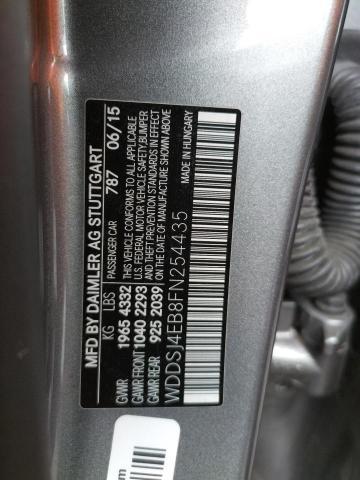 MFD BY DAIMLER AG STUTTGART
KG LBS PASSENGER CAR 787 06/15
GVWR 1965 4332 THIS VEHICLE CONFORMS TO ALL APPLICABLE
GAWR FRONT 1040 2293 U.S. FEDERAL MOTOR VEHICLE SAFETY/BUMPER
GAWR REAR 925 2039 AND THEFT PREVENTION STANDARDS IN EFFECT
ON THE DATE OF MANUFACTURE SHOWN ABOVE
WDDSJ4EB8FN254435 MADE IN HUNGARY